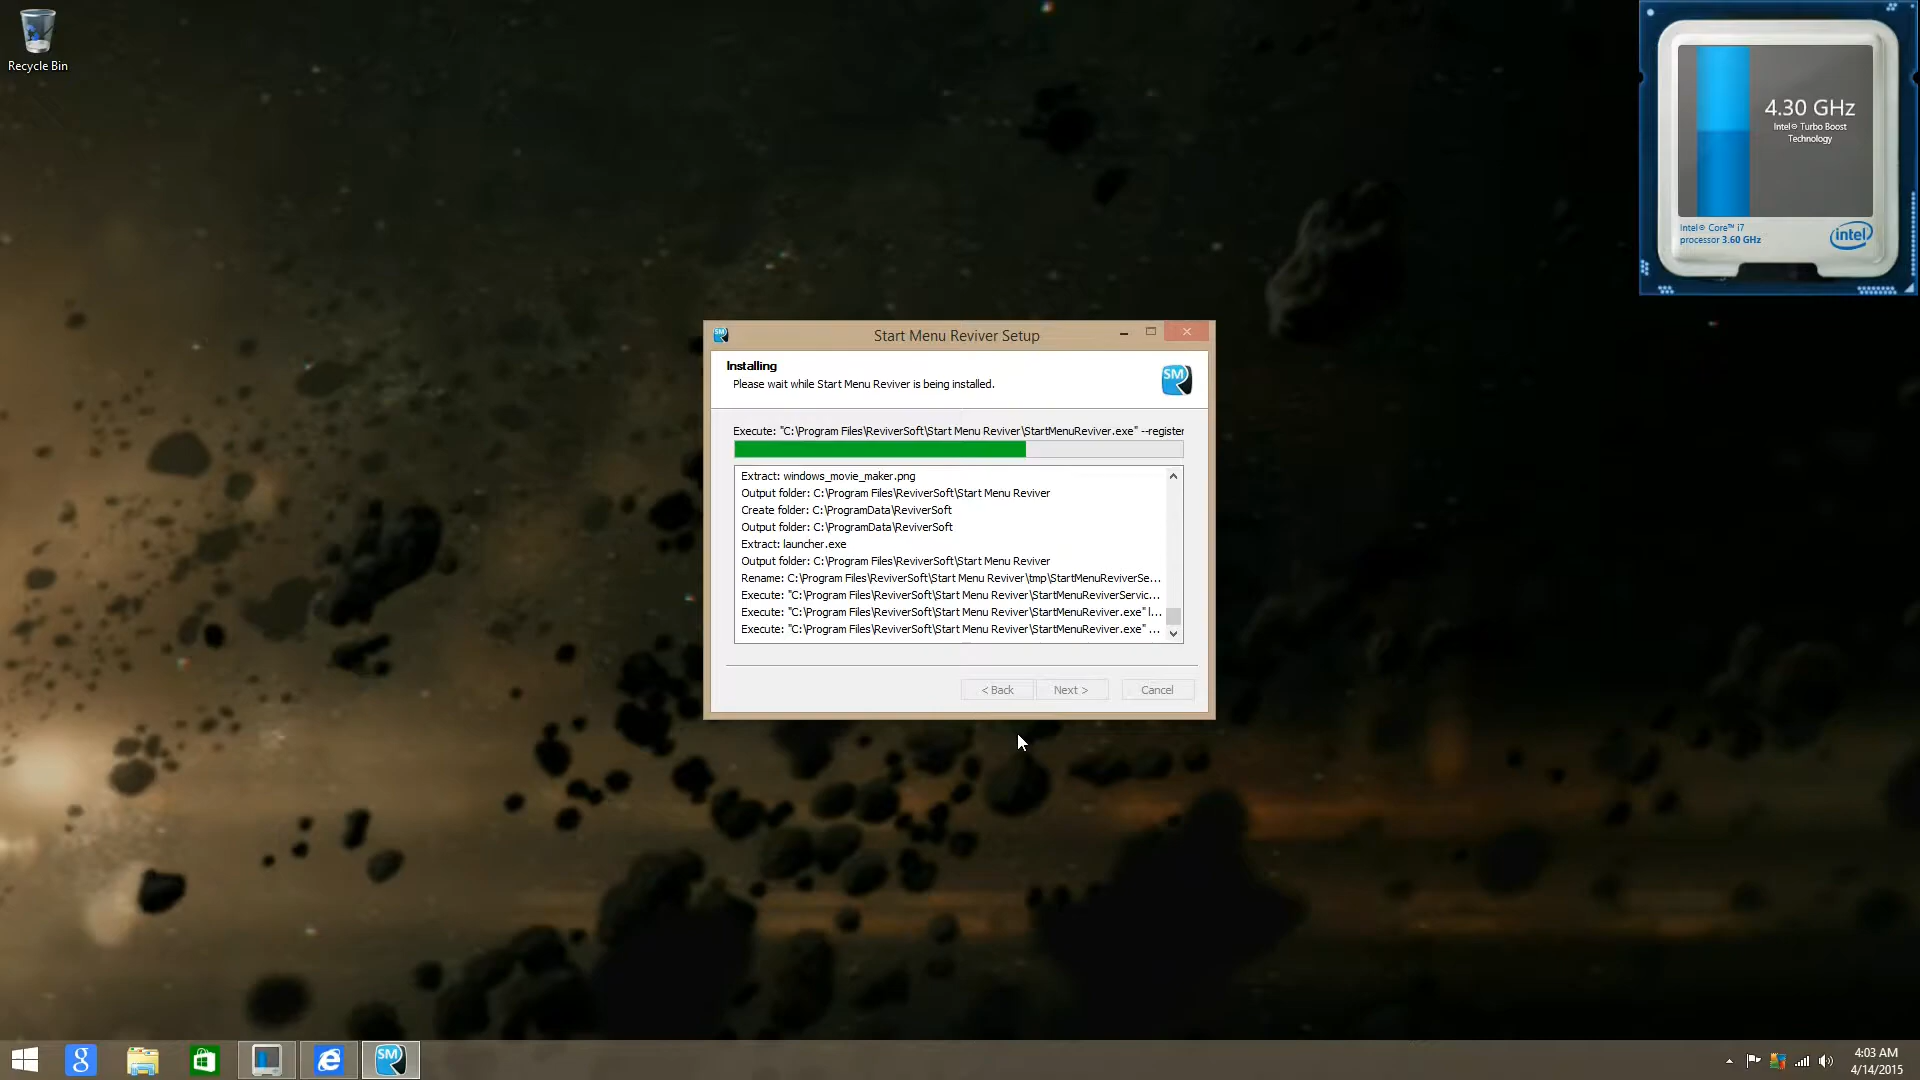 Recycle Bin
4.30 GHz
Intel® Turbo Boost
Technology
Intel® Core™ i7
processor 3.60 GHz
intel
SM
Start Menu Reviver Setup
Installing
Please wait while Start Menu Reviver is being installed.
SM
Execute: "C:\Program Files\ReviverSoft\Start Menu Reviver\StartMenuReviver.exe" --register
Extract: windows_movie_maker.png
Output folder: C:\Program Files\ReviverSoft\Start Menu Reviver
Create folder: C:\ProgramData\ReviverSoft
Output folder: C:\ProgramData\ReviverSoft
Extract: launcher.exe
Output folder: C:\Program Files\ReviverSoft\Start Menu Reviver
Rename: C:\Program Files\ReviverSoft\Start Menu Reviver\tmp\StartMenuReviverSe...
Execute: "C:\Program Files\ReviverSoft\Start Menu Reviver\StartMenuReviverServic...
Execute: "C:\Program Files\ReviverSoft\Start Menu Reviver\StartMenuReviver.exe" i...
Execute: "C:\Program Files\ReviverSoft\Start Menu Reviver\StartMenuReviver.exe" ...
< Back Next > Cancel
g
SM
4:03 AM
4/14/2015